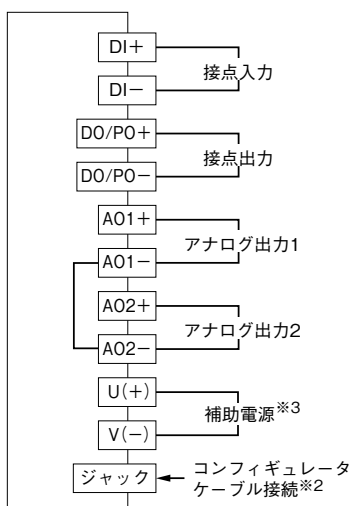 DI+
接点入力
DI−
DO/PO+
接点出力
DO/PO−
AO1+
アナログ出力1
AO1−
AO2+
アナログ出力2
AO2−
U(+)
補助電源※3
V(−)
ジャック
コンフィギュレータ
ケーブル接続※2